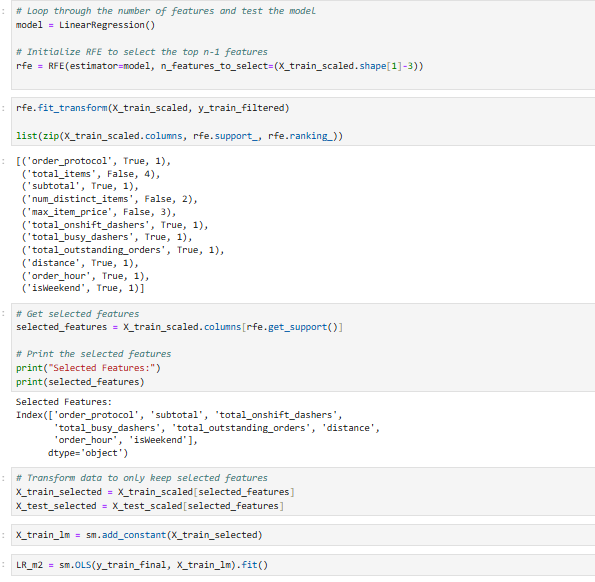 # Loop through the number of features and test the model
model = LinearRegression()
# Initialize RFE to select the top n-1 features
rfe = RFE(estimator=model, n_features_to_select=(X_train_scaled.shape[1]-3))
rfe.fit_transform(X_train_scaled, y_train_filtered)
list(zip(X_train_scaled.columns, rfe.support_, rfe.ranking_))
[('order_protocol', True, 1),
('total_items', False, 4),
('subtotal', True, 1),
('num_distinct_items', False, 2),
('max_item_price', False, 3),
('total_onshift_dashers', True, 1),
('total_busy_dashers', True, 1),
('total_outstanding_orders', True, 1),
('distance', True, 1),
('order_hour', True, 1),
('isWeekend', True, 1)]
# Get selected features
selected_features = X_train_scaled.columns[rfe.get_support()]
# Print the selected features
print("Selected Features:")
print(selected_features)
Selected Features:
Index(['order_protocol', 'subtotal', 'total_onshift_dashers',
'total_busy_dashers', 'total_outstanding_orders', 'distance',
'order_hour', 'isWeekend'],
dtype='object')
# Transform data to only keep selected features
X_train_selected = X_train_scaled[selected_features]
X_test_selected = X_test_scaled[selected_features]
X_train_lm = sm.add_constant(X_train_selected)
LR_m2 = sm.OLS(y_train_final, X_train_lm).fit()